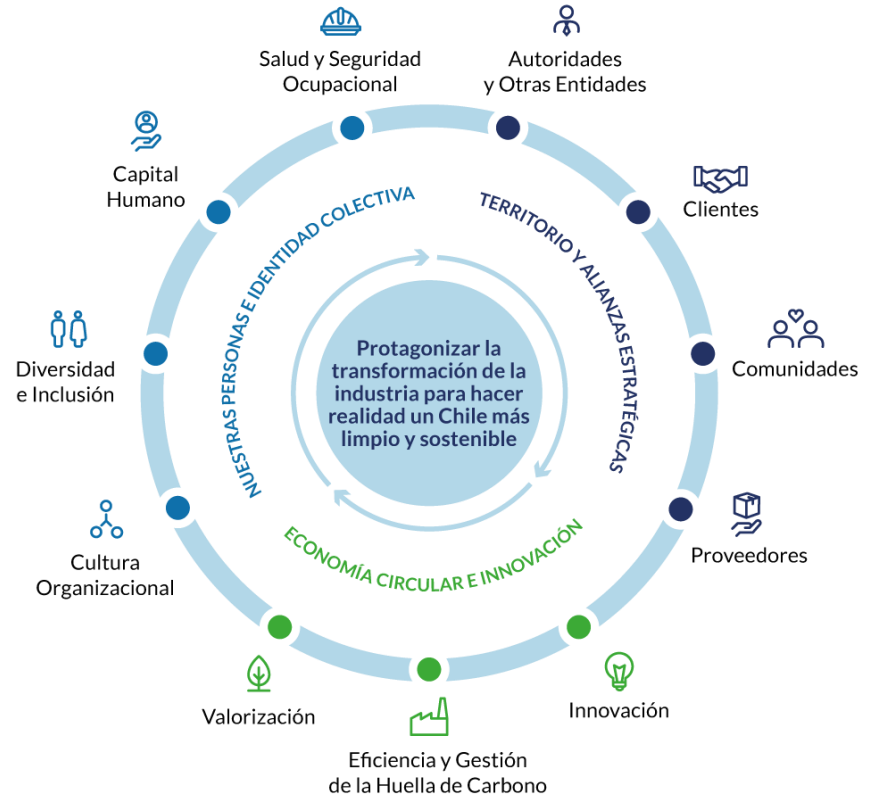 Salud y Seguridad
Ocupacional
Autoridades
y Otras Entidades
Capital
Humano
Clientes
NUESTRAS PERSONAS E IDENTIDAD COLECTIVA
TERRITORIO Y ALIANZAS ESTRATÉGICAS
Diversidad
e Inclusión
Comunidades
Protagonizar la
transformación de la
industria para hacer
realidad un Chile más
limpio y sostenible
Cultura
Organizacional
Proveedores
ECONOMÍA CIRCULAR E INNOVACIÓN
Valorización
Innovación
Eficiencia y Gestión
de la Huella de Carbono